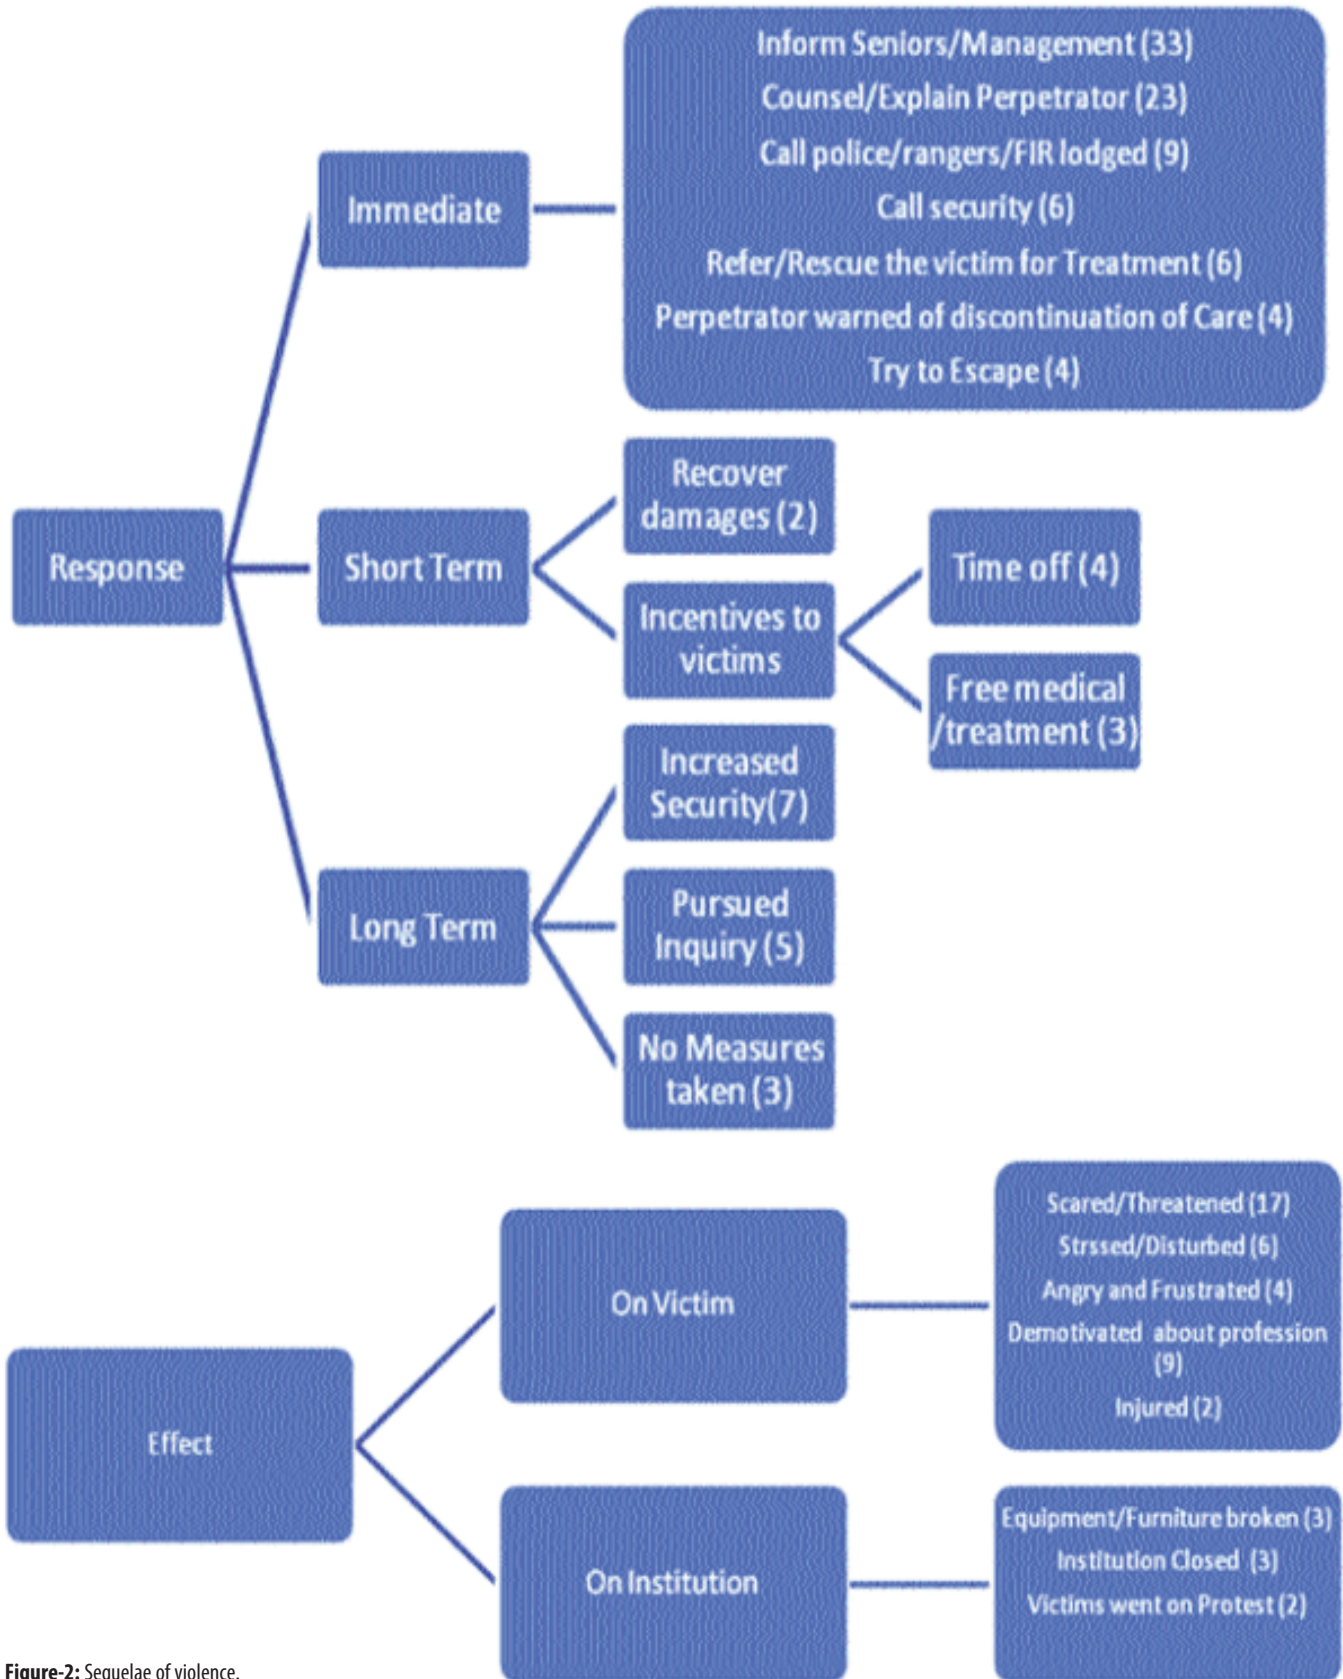 Response
Immediate
Inform Seniors/Management (33)
Counsel/Explain Perpetrator (23)
Call police/rangers/FIR lodged (9)
Call security (6)
Refer/Rescue the victim for Treatment (6)
Perpetrator warned of discontinuation of Care (4)
Try to Escape (4)
Short Term
Recover
damages (2)
Incentives to
victims
Time off (4)
Free medical
/treatment (3)
Long Term
Increased
Security(7)
Pursued
Inquiry (5)
No Measures
taken (3)
Effect
On Victim
Scared/Threatened (17)
Strssed/Disturbed (6)
Angry and Frustrated (4)
Demotivated about profession
(9)
Injured (2)
On Institution
Equipment/Furniture broken (3)
Institution Closed (3)
Victims went on Protest (2)
Figure-2: Sequelae of violence.